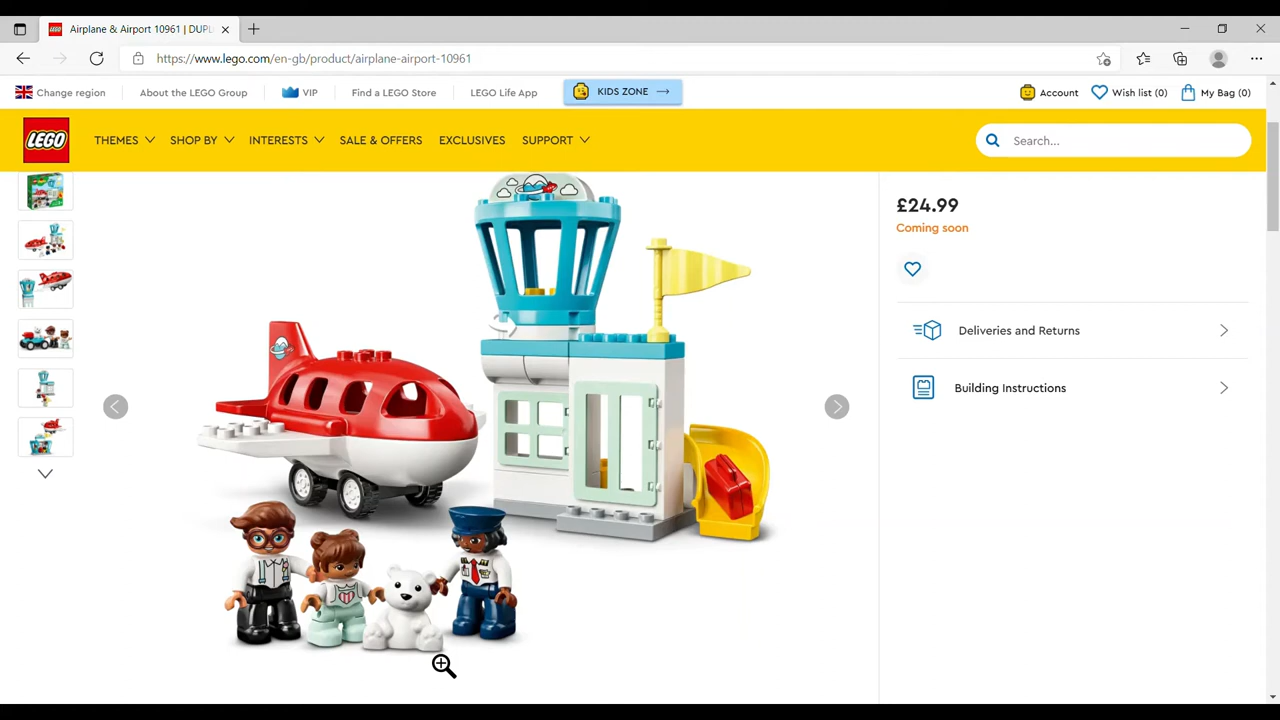 Airplane & Airport 10961 | DUPL
https://www.lego.com/en-gb/product/airplane-airport-10961
Change region
About the LEGO Group
VIP
Find a LEGO Store
LEGO Life App
KIDS ZONE
Account
Wish list (0)
My Bag (0)
LEGO
THEMES
SHOP BY
INTERESTS
SALE & OFFERS
EXCLUSIVES
SUPPORT
Search...
£24.99
Coming soon
Deliveries and Returns
Building Instructions